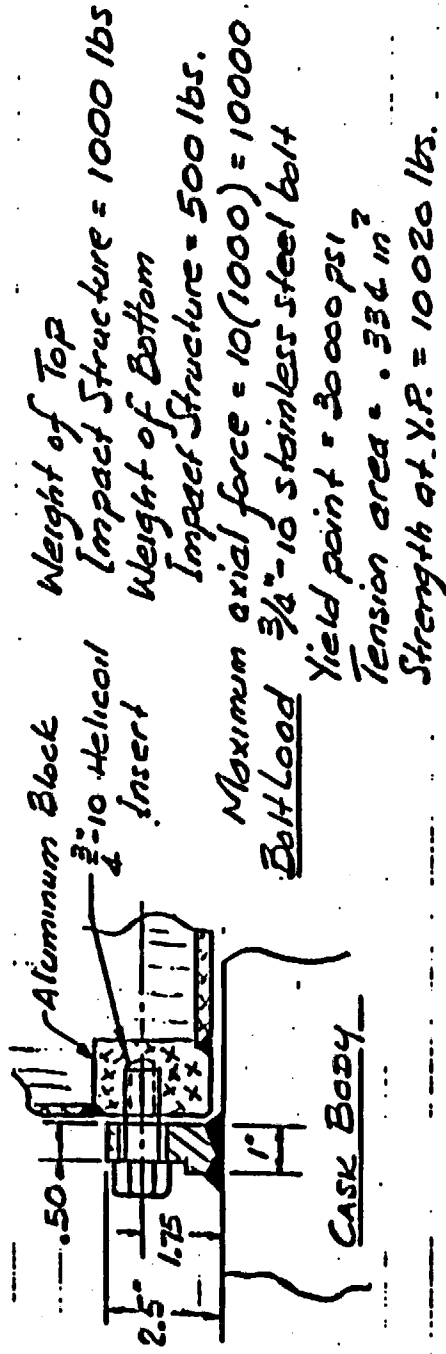 .50
Aluminum Block
3/4"-10 Helicoil
Insert
2.5"
1.75
1"
CASK BODY
Weight of Top
Impact Structure = 1000 lbs
Weight of Bottom
Impact Structure = 500 lbs.
Maximum axial force = 10(1000) = 10000.
Bolt Load 3/4"-10 stainless steel bolt
Yield point = 30000 psi
Tension area = .334 in²
Strength at Y.P. = 10020 lbs.